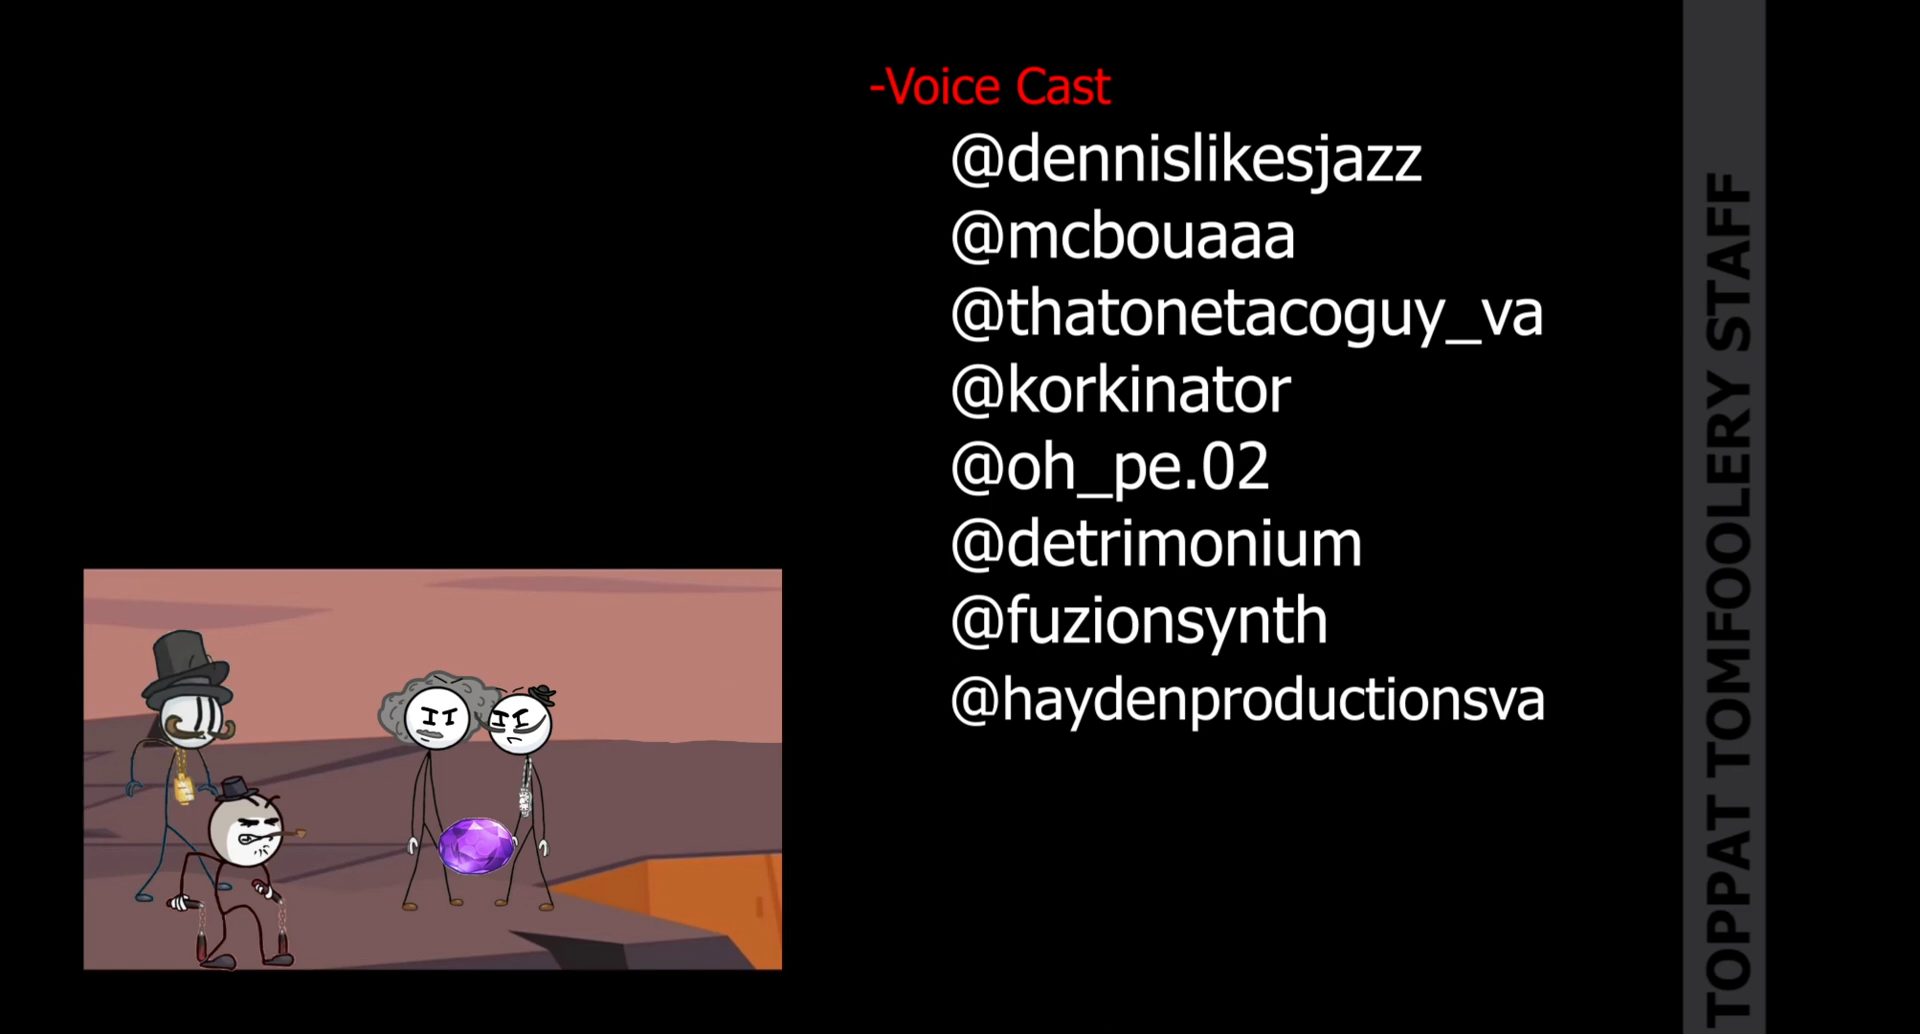 -Voice Cast
@dennislikesjazz
@mcbouaaa
@thatonetacoguy_va
@korkinator
@oh_pe.02
@detrimonium
@fuzionsynth
@haydenproductionsva
TOPPAT TOMFOOLERY STAFF